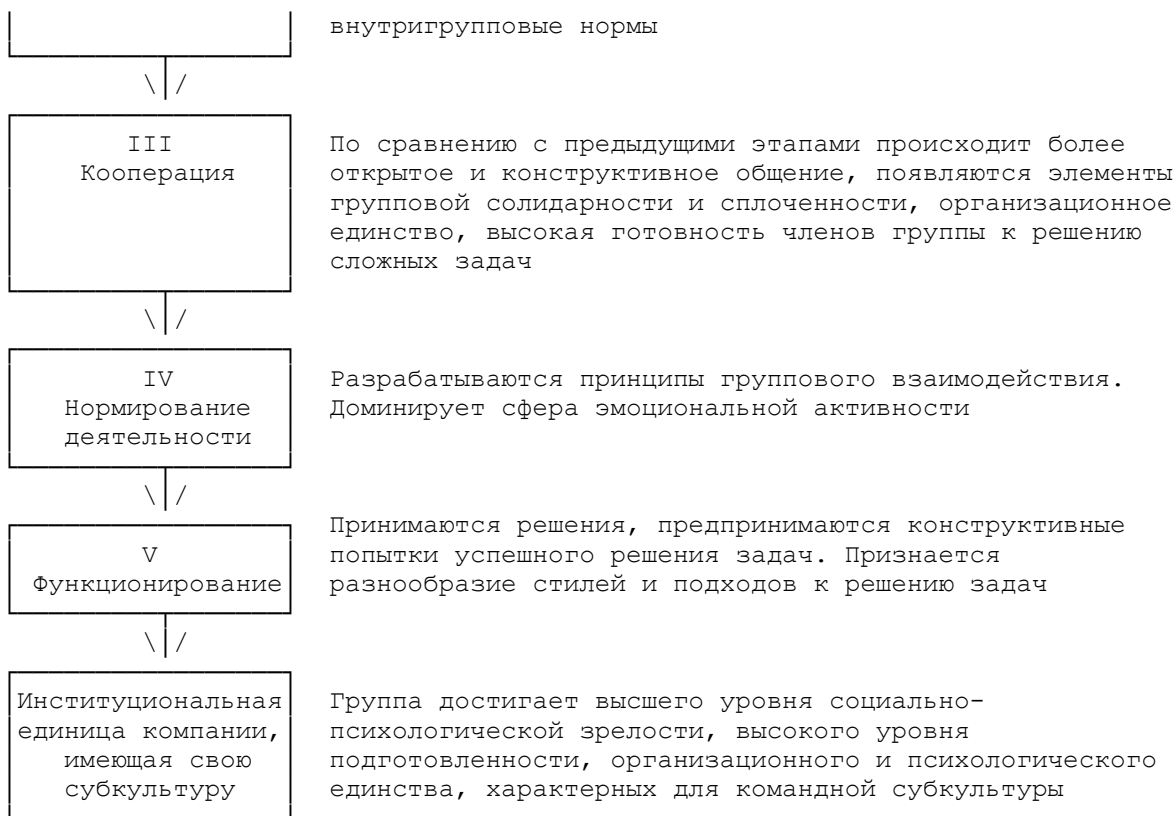 внутригрупповые нормы
III
Кооперация
По сравнению с предыдущими этапами происходит более
открытое и конструктивное общение, появляются элементы
групповой солидарности и сплоченности, организационное
единство, высокая готовность членов группы к решению
сложных задач
IV
Нормирование
деятельности
Разрабатываются принципы группового взаимодействия.
Доминирует сфера эмоциональной активности
V
Функционирование
Принимаются решения, предпринимаются конструктивные
попытки успешного решения задач. Признается
разнообразие стилей и подходов к решению задач
Институциональная
единица компании,
имеющая свою
субкультуру
Группа достигает высшего уровня социально-
психологической зрелости, высокого уровня
подготовленности, организационного и психологического
единства, характерных для командной субкультуры